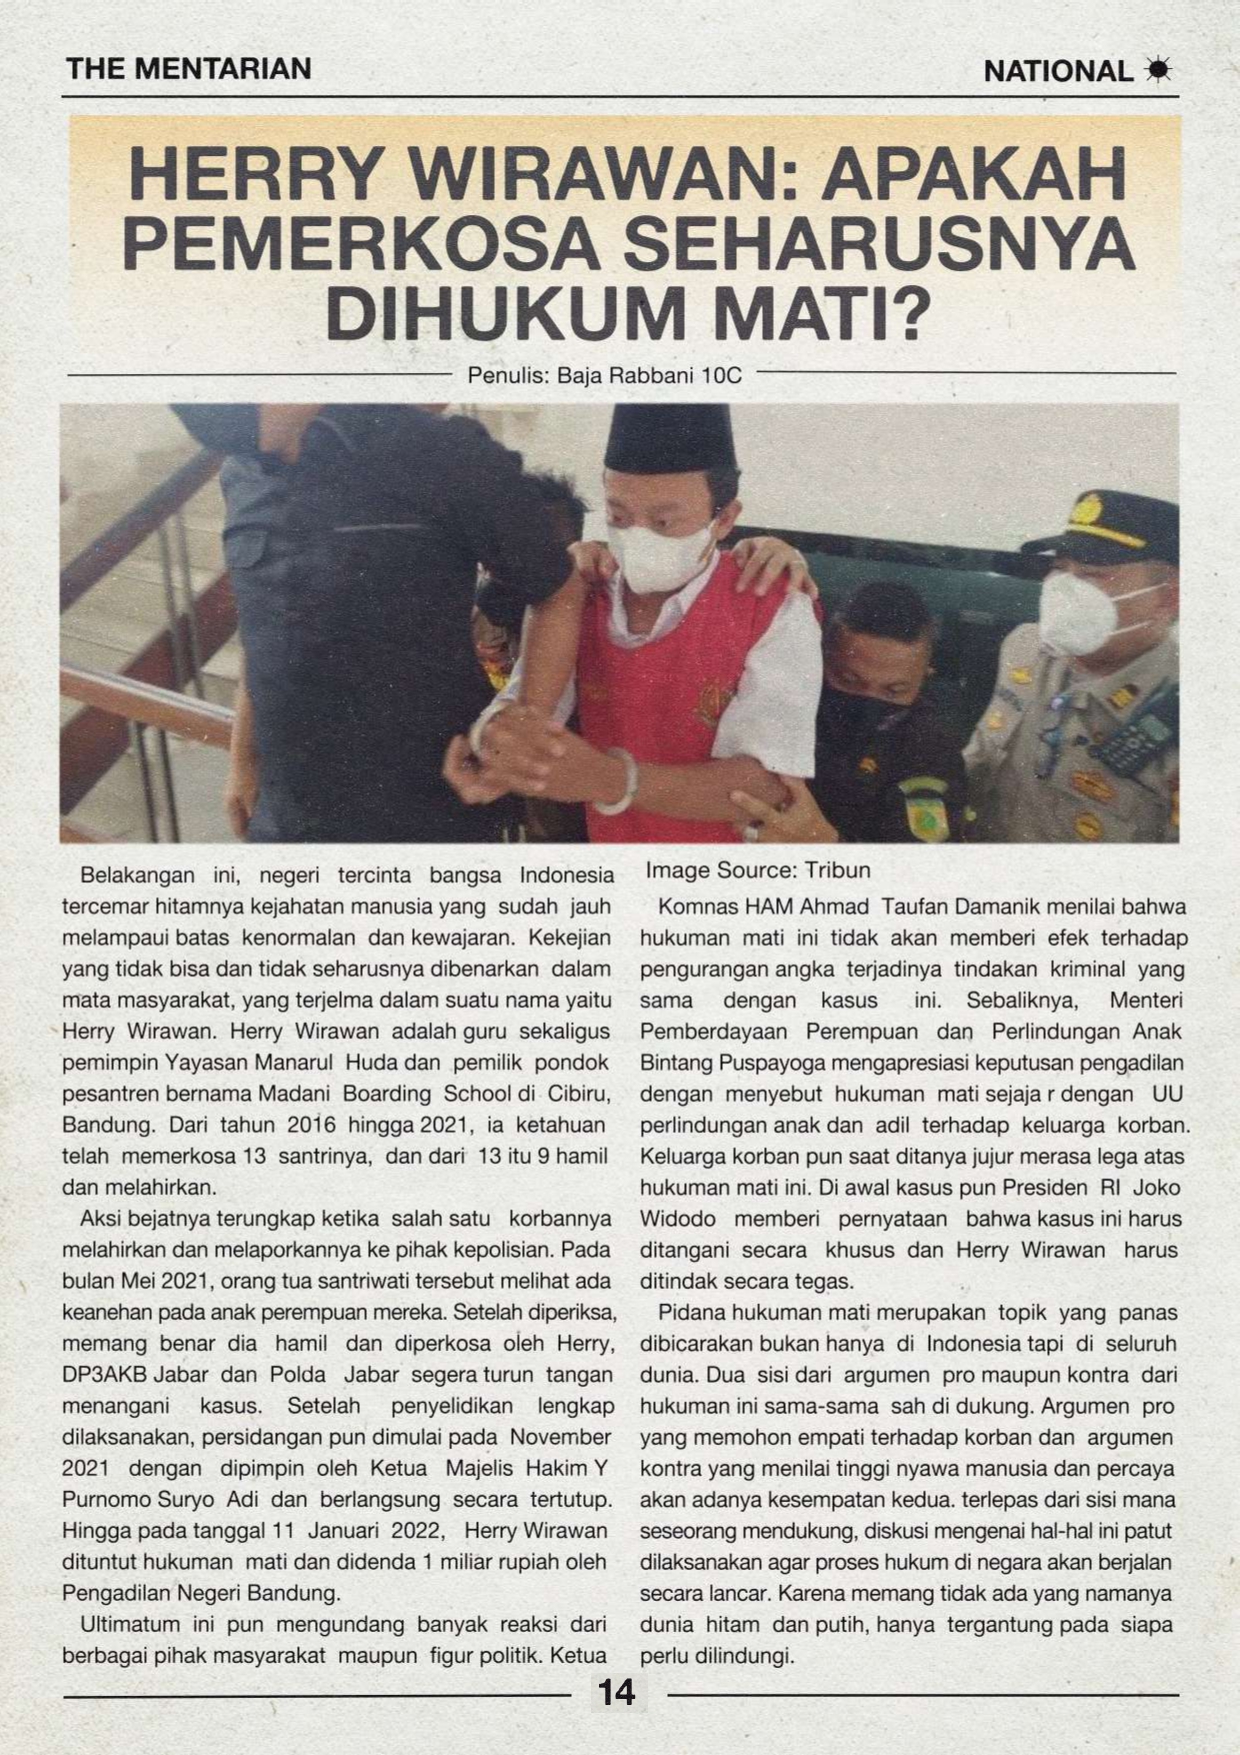 THE MENTARIAN
NATIONAL
HERRY WIRAWAN: APAKAH
PEMERKOSA SEHARUSNYA
DIHUKUM MATI?
Penulis: Baja Rabbani 10C
Belakangan ini, negeri tercinta bangsa Indonesia
tercemar hitamnya kejahatan manusia yang sudah jauh
melampaui batas kenormalan dan kewajaran. Kekejian
yang tidak bisa dan tidak seharusnya dibenarkan dalam
mata masyarakat, yang terjelma dalam suatu nama yaitu
Herry Wirawan. Herry Wirawan adalah guru sekaligus
pemimpin Yayasan Manarul Huda dan pemilik pondok
pesantren bernama Madani Boarding School di Cibiru,
Bandung. Dari tahun 2016 hingga 2021, ia ketahuan
telah memerkosa 13 santrinya, dan dari 13 itu 9 hamil
dan melahirkan.
Aksi bejatnya terungkap ketika salah satu korbannya
melahirkan dan melaporkannya ke pihak kepolisian. Pada
bulan Mei 2021, orang tua santriwati tersebut melihat ada
keanehan pada anak perempuan mereka. Setelah diperiksa,
memang benar dia hamil dan diperkosa oleh Herry,
DP3AKB Jabar dan Polda Jabar segera turun tangan
menangani kasus. Setelah penyelidikan lengkap
dilaksanakan, persidangan pun dimulai pada November
2021 dengan dipimpin oleh Ketua Majelis Hakim Y
Purnomo Suryo Adi dan berlangsung secara tertutup.
Hingga pada tanggal 11 Januari 2022, Herry Wirawan
dituntut hukuman mati dan didenda 1 miliar rupiah oleh
Pengadilan Negeri Bandung.
Ultimatum ini pun mengundang banyak reaksi dari
berbagai pihak masyarakat maupun figur politik. Ketua
Image Source: Tribun
Komnas HAM Ahmad Taufan Damanik menilai bahwa
hukuman mati ini tidak akan memberi efek terhadap
pengurangan angka terjadinya tindakan kriminal yang
sama dengan kasus ini. Sebaliknya, Menteri
Pemberdayaan Perempuan dan Perlindungan Anak
Bintang Puspayoga mengapresiasi keputusan pengadilan
dengan menyebut hukuman mati sejaja r dengan UU
perlindungan anak dan adil terhadap keluarga korban.
Keluarga korban pun saat ditanya jujur merasa lega atas
hukuman mati ini. Di awal kasus pun Presiden RI Joko
Widodo memberi pernyataan bahwa kasus ini harus
ditangani secara khusus dan Herry Wirawan harus
ditindak secara tegas.
Pidana hukuman mati merupakan topik yang panas
dibicarakan bukan hanya di Indonesia tapi di seluruh
dunia. Dua sisi dari argumen pro maupun kontra dari
hukuman ini sama-sama sah di dukung. Argumen pro
yang memohon empati terhadap korban dan argumen
kontra yang menilai tinggi nyawa manusia dan percaya
akan adanya kesempatan kedua. terlepas dari sisi mana
seseorang mendukung, diskusi mengenai hal-hal ini patut
dilaksanakan agar proses hukum di negara akan berjalan
secara lancar. Karena memang tidak ada yang namanya
dunia hitam dan putih, hanya tergantung pada siapa
perlu dilindungi.
14